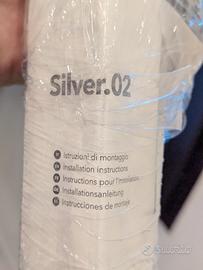 Silver.02
Istruzioni di montaggio
Installation instructions
Instructions pour l'installation
Installationsanleitung
Instrucciones de montaje